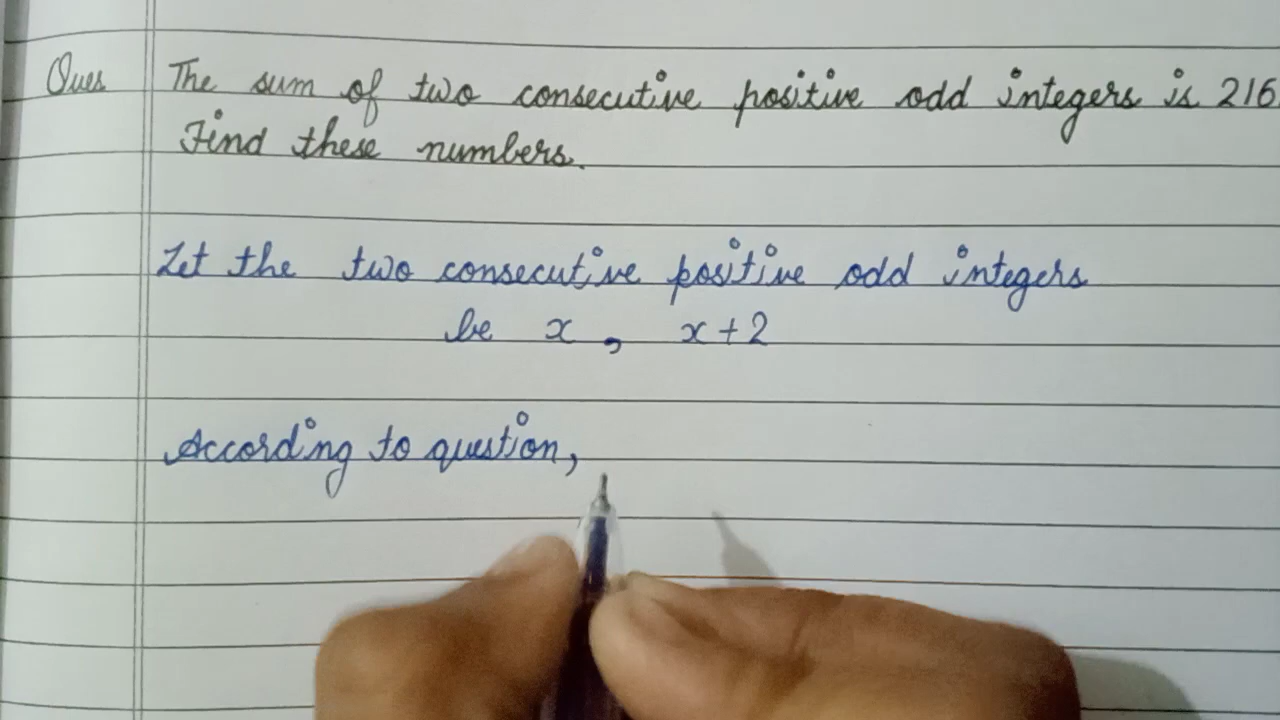 Ques The sum of two consecutive positive odd integers is 216.
Find these numbers.
Let the two consecutive positive odd integers
be x, x+2
According to question,